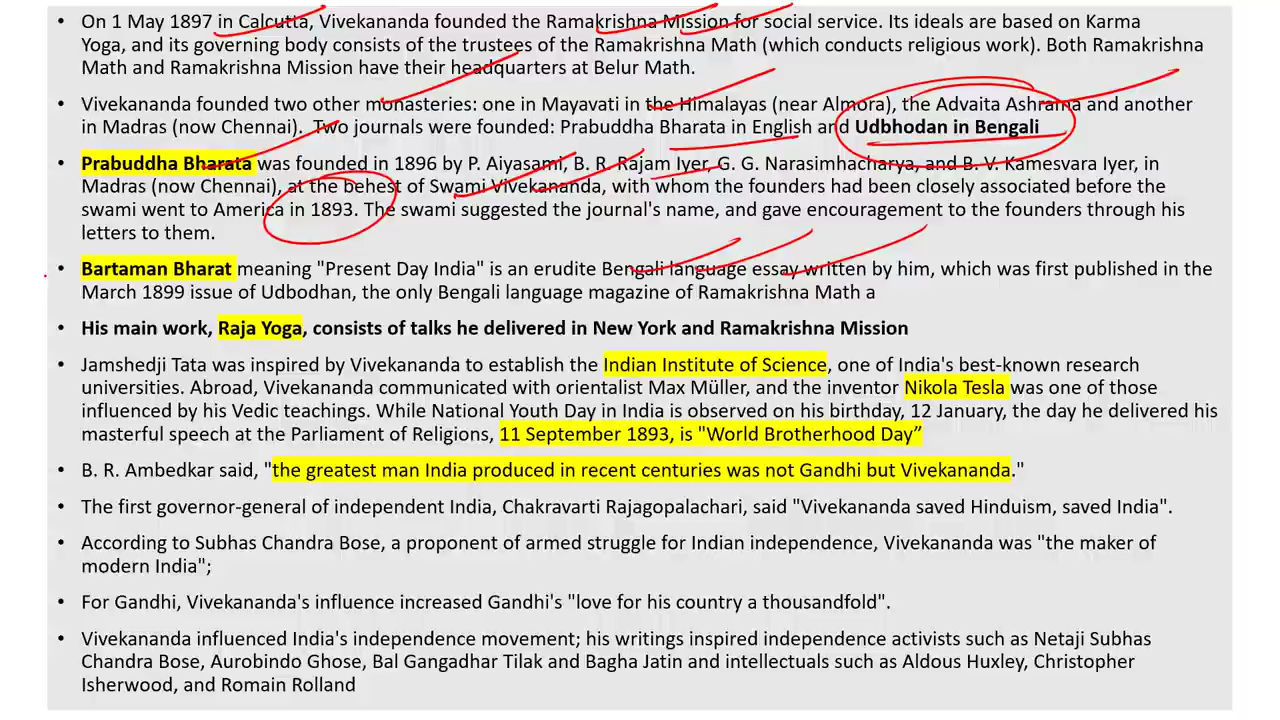 • On 1 May 1897 in Calcutta, Vivekananda founded the Ramakrishna Mission for social service. Its ideals are based on Karma
Yoga, and its governing body consists of the trustees of the Ramakrishna Math (which conducts religious work). Both Ramakrishna
Math and Ramakrishna Mission have their headquarters at Belur Math.
• Vivekananda founded two other monasteries: one in Mayavati in the Himalayas (near Almora), the Advaita Ashrama and another
in Madras (now Chennai). Two journals were founded: Prabuddha Bharata in English and Udbhodan in Bengali
• Prabuddha Bharata was founded in 1896 by P. Aiyasami, B. R. Rajam Iyer, G. G. Narasimhacharya, and B. V. Kamesvara Iyer, in
Madras (now Chennai), at the behest of Swami Vivekananda, with whom the founders had been closely associated before the
swami went to America in 1893. The swami suggested the journal's name, and gave encouragement to the founders through his
letters to them.
• Bartaman Bharat meaning "Present Day India" is an erudite Bengali language essay written by him, which was first published in the
March 1899 issue of Udbodhan, the only Bengali language magazine of Ramakrishna Math a
• His main work, Raja Yoga, consists of talks he delivered in New York and Ramakrishna Mission
• Jamshedji Tata was inspired by Vivekananda to establish the Indian Institute of Science, one of India's best-known research
universities. Abroad, Vivekananda communicated with orientalist Max Müller, and the inventor Nikola Tesla was one of those
influenced by his Vedic teachings. While National Youth Day in India is observed on his birthday, 12 January, the day he delivered his
masterful speech at the Parliament of Religions, 11 September 1893, is "World Brotherhood Day”
• B. R. Ambedkar said, "the greatest man India produced in recent centuries was not Gandhi but Vivekananda."
• The first governor-general of independent India, Chakravarti Rajagopalachari, said "Vivekananda saved Hinduism, saved India".
• According to Subhas Chandra Bose, a proponent of armed struggle for Indian independence, Vivekananda was "the maker of
modern India";
• For Gandhi, Vivekananda's influence increased Gandhi's "love for his country a thousandfold".
• Vivekananda influenced India's independence movement; his writings inspired independence activists such as Netaji Subhas
Chandra Bose, Aurobindo Ghose, Bal Gangadhar Tilak and Bagha Jatin and intellectuals such as Aldous Huxley, Christopher
Isherwood, and Romain Rolland